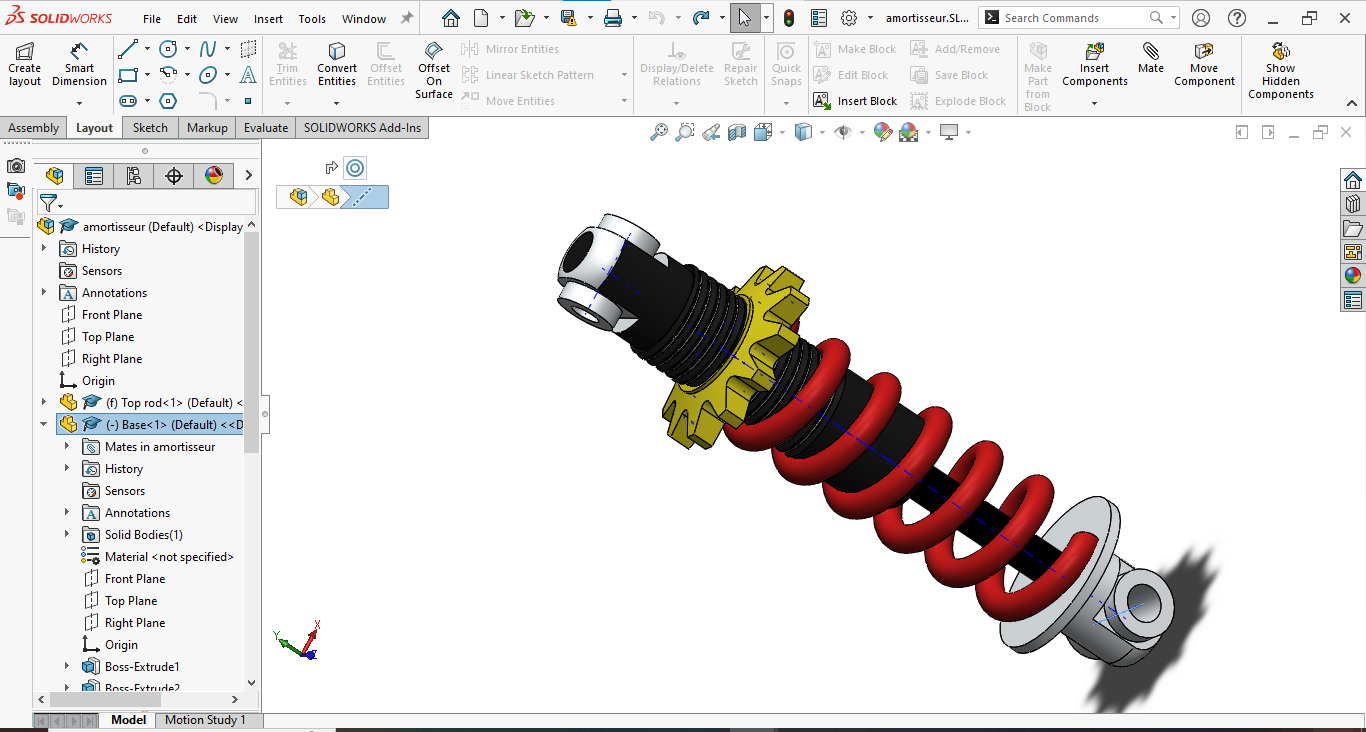 SOLIDWORKS File Edit View Insert Tools Window amortisseur.SL... Search Commands
Create layout
Smart Dimension
Trim Entities
Convert Entities
Offset Entities
Offset On Surface
Mirror Entities
Linear Sketch Pattern
Move Entities
Display/Delete Relations
Repair Sketch
Quick Snaps
Make Block
Edit Block
Insert Block
Add/Remove
Save Block
Explode Block
Make Part from Block
Insert Components
Mate
Move Component
Show Hidden Components
Assembly Layout Sketch Markup Evaluate SOLIDWORKS Add-Ins
amortisseur (Default) <Display
History
Sensors
Annotations
Front Plane
Top Plane
Right Plane
Origin
(f) Top rod<1> (Default) <
(-) Base<1> (Default) <<D
Mates in amortisseur
History
Sensors
Annotations
Solid Bodies(1)
Material <not specified>
Front Plane
Top Plane
Right Plane
Origin
Boss-Extrude1
Boss-Extrude2
Y
X
Z
Model Motion Study 1